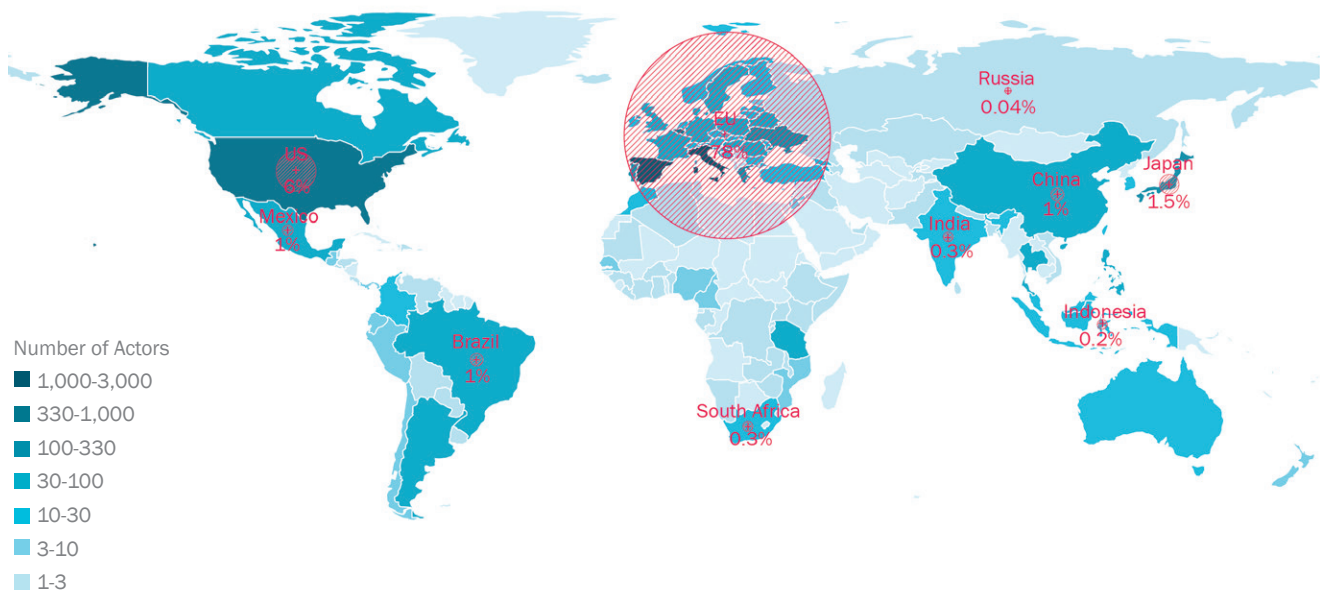 Russia
0.04%
EU
78%
US
6%
Japan
1.5%
China
1%
Mexico
1%
India
0.3%
Indonesia
0.2%
Brazil
1%
South Africa
0.3%
Number of Actors
1,000-3,000
330-1,000
100-330
30-100
10-30
3-10
1-3